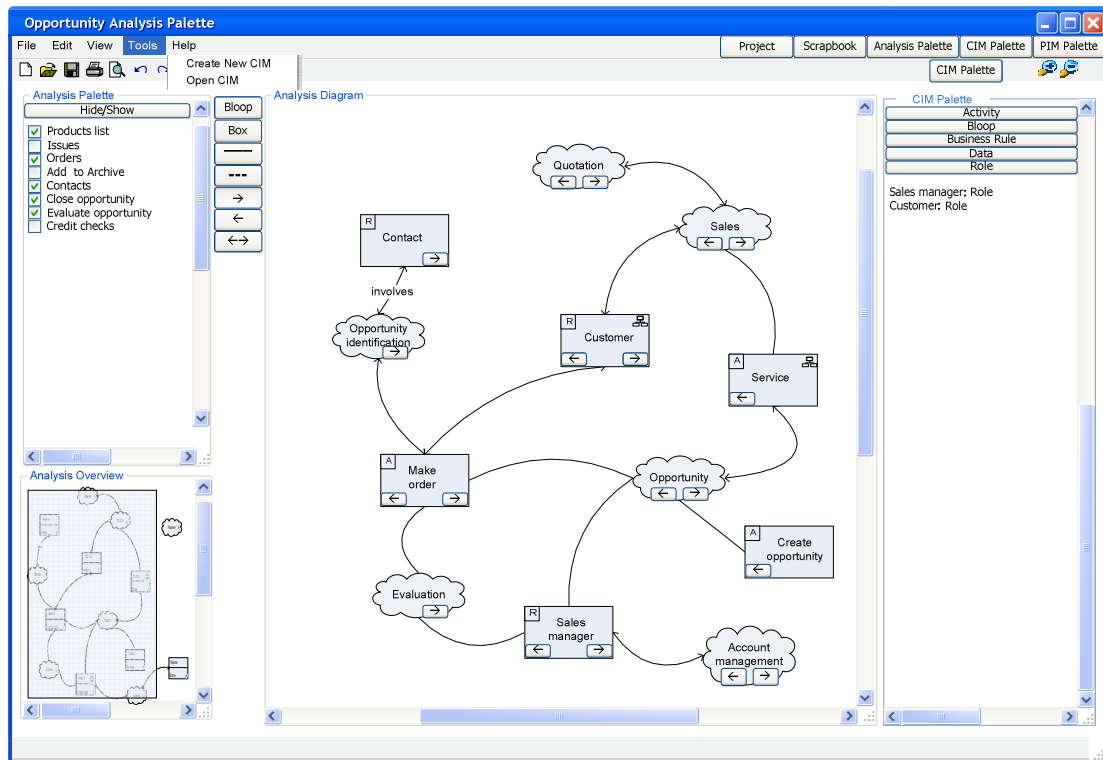 Opportunity Analysis Palette
File Edit View Tools Help
Project Scrapbook Analysis Palette CIM Palette PIM Palette
Create New CIM
Open CIM
CIM Palette
Analysis Palette
Hide/Show
Products list
Issues
Orders
Add to Archive
Contacts
Close opportunity
Evaluate opportunity
Credit checks
Bloop
Box
Analysis Diagram
Quotation
Sales
R
Contact
involves
Opportunity
identification
R
Customer
A
Service
A
Make
order
Opportunity
A
Create
opportunity
Evaluation
R
Sales
manager
Account
management
CIM Palette
Activity
Bloop
Business Rule
Data
Role
Sales manager: Role
Customer: Role
Analysis Overview